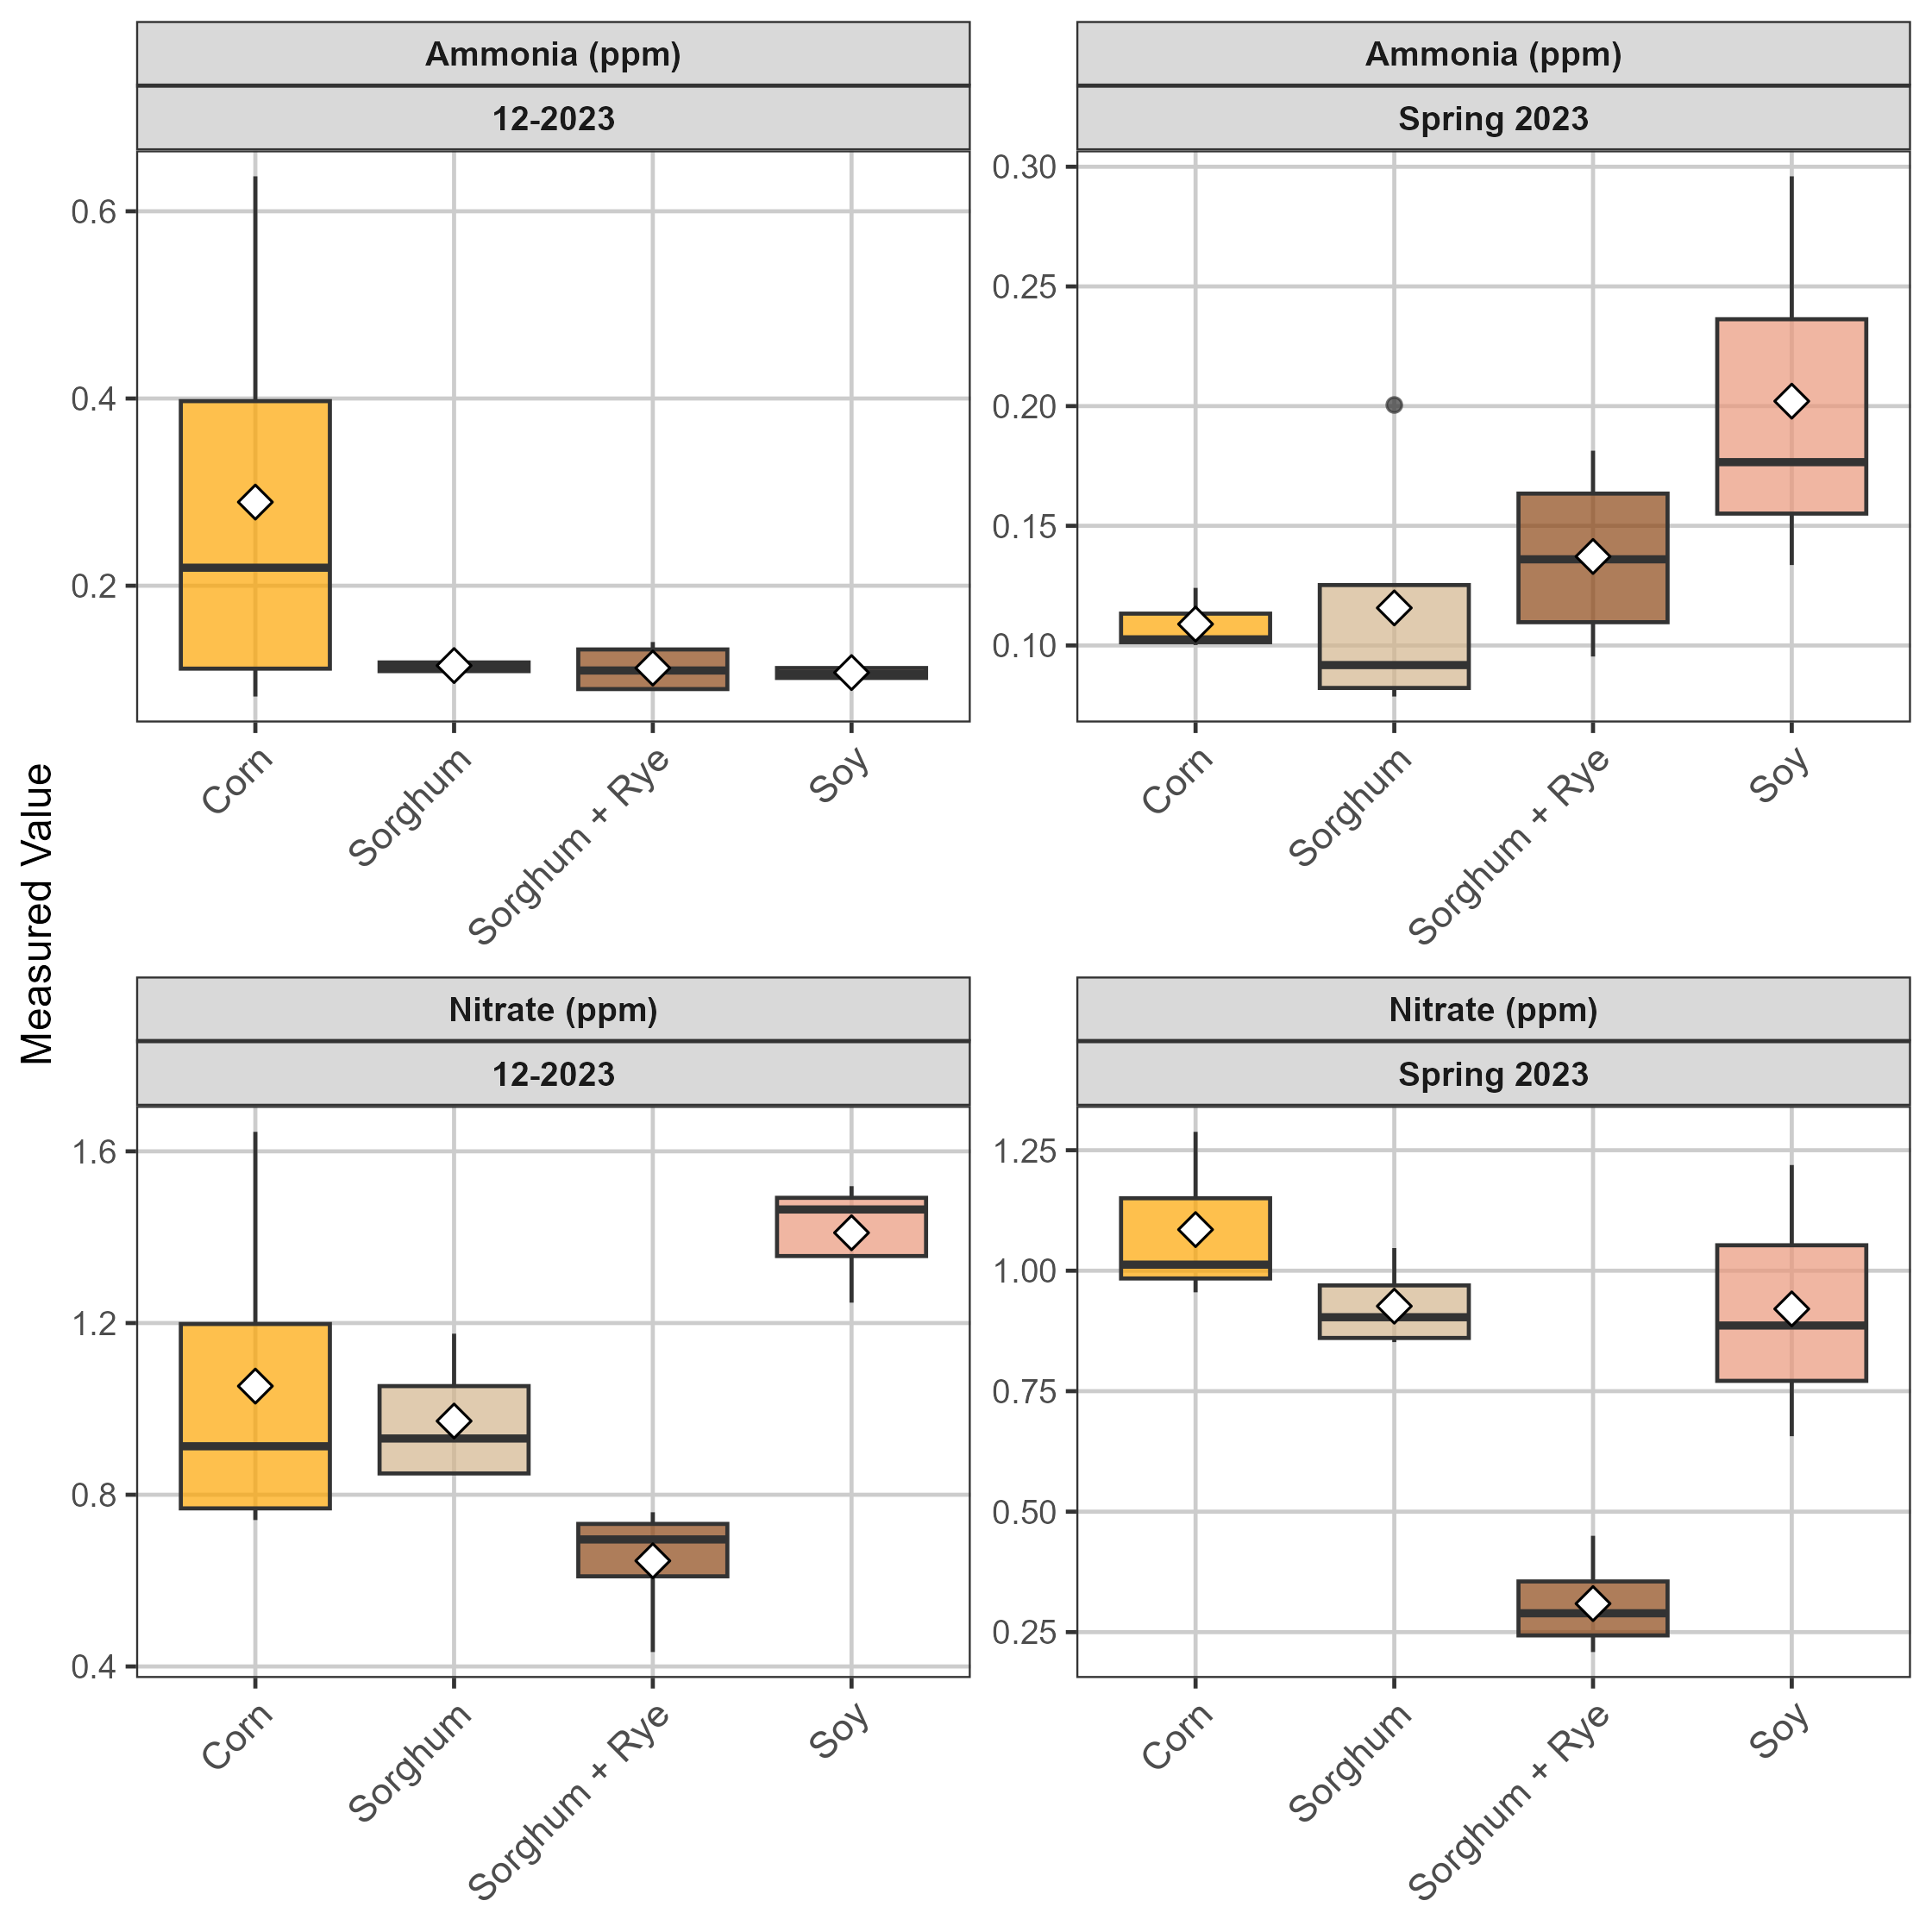 Measured Value
Ammonia (ppm)
12-2023
0.6
0.4
0.2
Corn
Sorghum
Sorghum + Rye
Soy
Ammonia (ppm)
Spring 2023
0.30
0.25
0.20
0.15
0.10
Corn
Sorghum
Sorghum + Rye
Soy
Nitrate (ppm)
12-2023
1.6
1.2
0.8
0.4
Corn
Sorghum
Sorghum + Rye
Soy
Nitrate (ppm)
Spring 2023
1.25
1.00
0.75
0.50
0.25
Corn
Sorghum
Sorghum + Rye
Soy